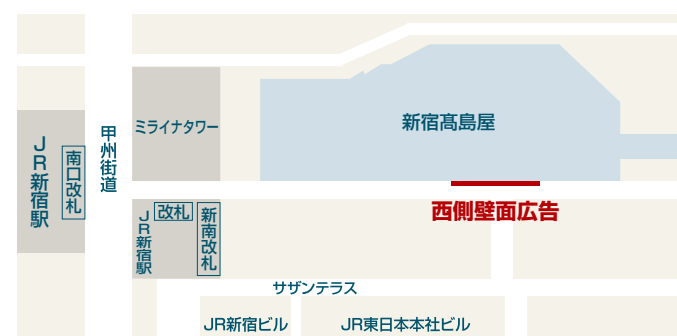 ミライナタワー
新宿髙島屋
甲州街道
JR新宿駅
南口改札
西側壁面広告
JR新宿駅
改札
新南改札
サザンテラス
JR新宿ビル
JR東日本本社ビル